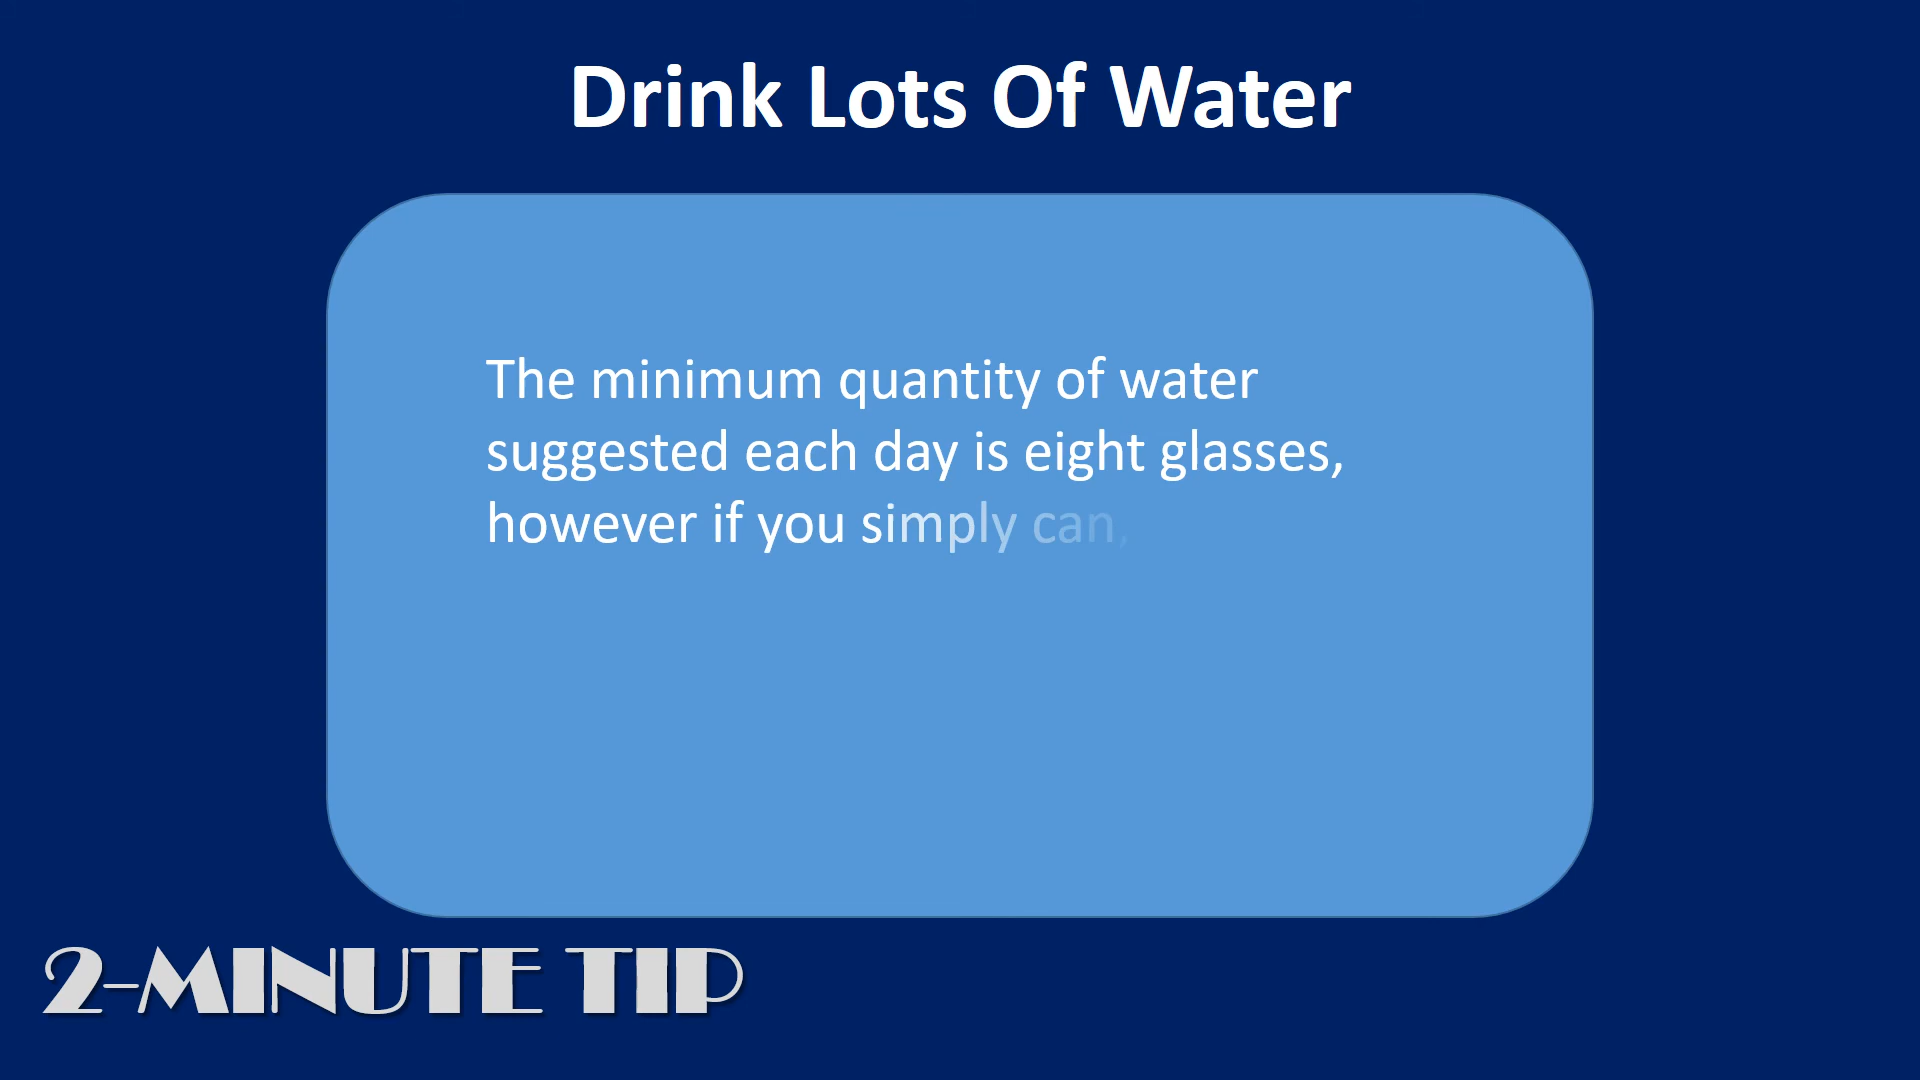 Drink Lots Of Water
The minimum quantity of water
suggested each day is eight glasses,
however if you simply can,
2-MINUTE TIP